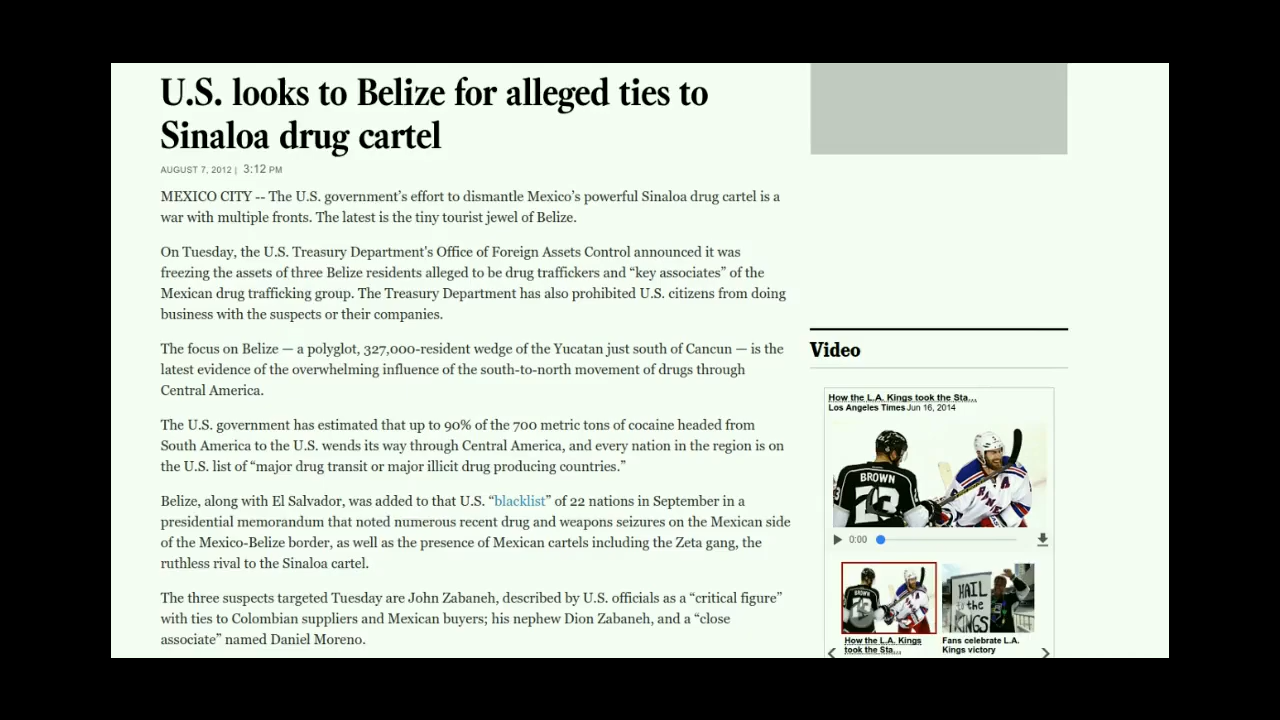 U.S. looks to Belize for alleged ties to
Sinaloa drug cartel
AUGUST 7, 2012 | 3:12 PM
MEXICO CITY -- The U.S. government’s effort to dismantle Mexico’s powerful Sinaloa drug cartel is a
war with multiple fronts. The latest is the tiny tourist jewel of Belize.
On Tuesday, the U.S. Treasury Department's Office of Foreign Assets Control announced it was
freezing the assets of three Belize residents alleged to be drug traffickers and “key associates” of the
Mexican drug trafficking group. The Treasury Department has also prohibited U.S. citizens from doing
business with the suspects or their companies.
The focus on Belize — a polyglot, 327,000-resident wedge of the Yucatan just south of Cancun — is the
latest evidence of the overwhelming influence of the south-to-north movement of drugs through
Central America.
The U.S. government has estimated that up to 90% of the 700 metric tons of cocaine headed from
South America to the U.S. wends its way through Central America, and every nation in the region is on
the U.S. list of “major drug transit or major illicit drug producing countries.”
Belize, along with El Salvador, was added to that U.S. “blacklist” of 22 nations in September in a
presidential memorandum that noted numerous recent drug and weapons seizures on the Mexican side
of the Mexico-Belize border, as well as the presence of Mexican cartels including the Zeta gang, the
ruthless rival to the Sinaloa cartel.
The three suspects targeted Tuesday are John Zabaneh, described by U.S. officials as a “critical figure”
with ties to Colombian suppliers and Mexican buyers; his nephew Dion Zabaneh, and a “close
associate” named Daniel Moreno.
Video
How the L.A. Kings took the Sta...
Los Angeles Times Jun 16, 2014
BROWN
23
A
0:00
BROWN
HAIL
to the
KINGS
How the L.A. Kings
took the Sta...
Fans celebrate L.A.
Kings victory